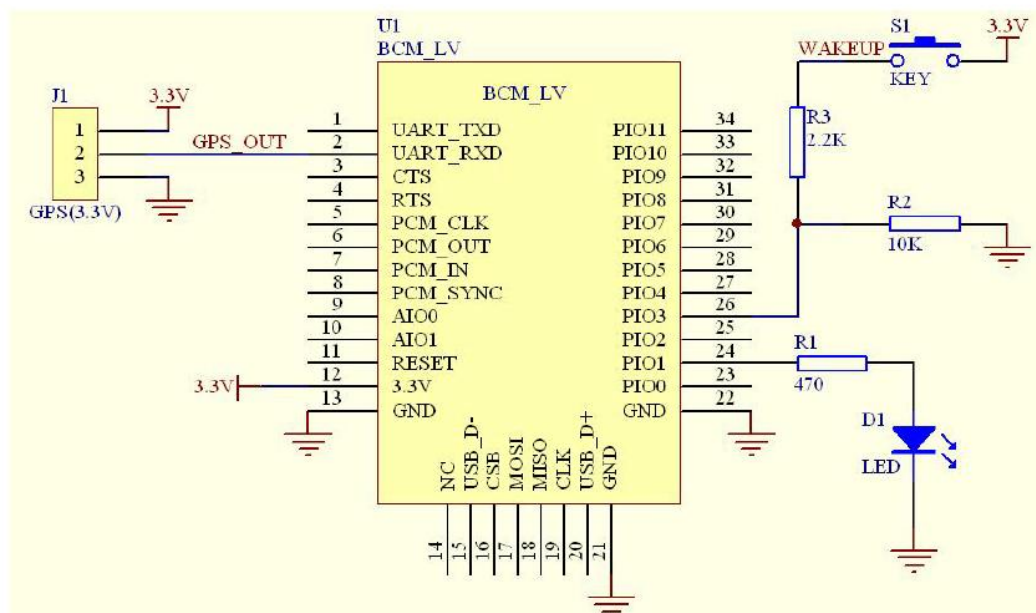 U1
BCM_LV
BCM_LV
J1
3.3V
1
2
3
GPS(3.3V)
GPS_OUT
1 UART_TXD
2 UART_RXD
3 CTS
4 RTS
5 PCM_CLK
6 PCM_OUT
7 PCM_IN
8 PCM_SYNC
9 AIO0
10 AIO1
11 RESET
3.3V 12 3.3V
13 GND
PIO11 34
PIO10 33
PIO9 32
PIO8 31
PIO7 30
PIO6 29
PIO5 28
PIO4 27
PIO3 26
PIO2 25
PIO1 24
PIO0 23
GND 22
NC 14
USB_D- 15
CSB 16
MOSI 17
MISO 18
CLK 19
USB_D+ 20
GND 21
S1
WAKEUP
3.3V
KEY
R3
2.2K
R2
10K
R1
470
D1
LED